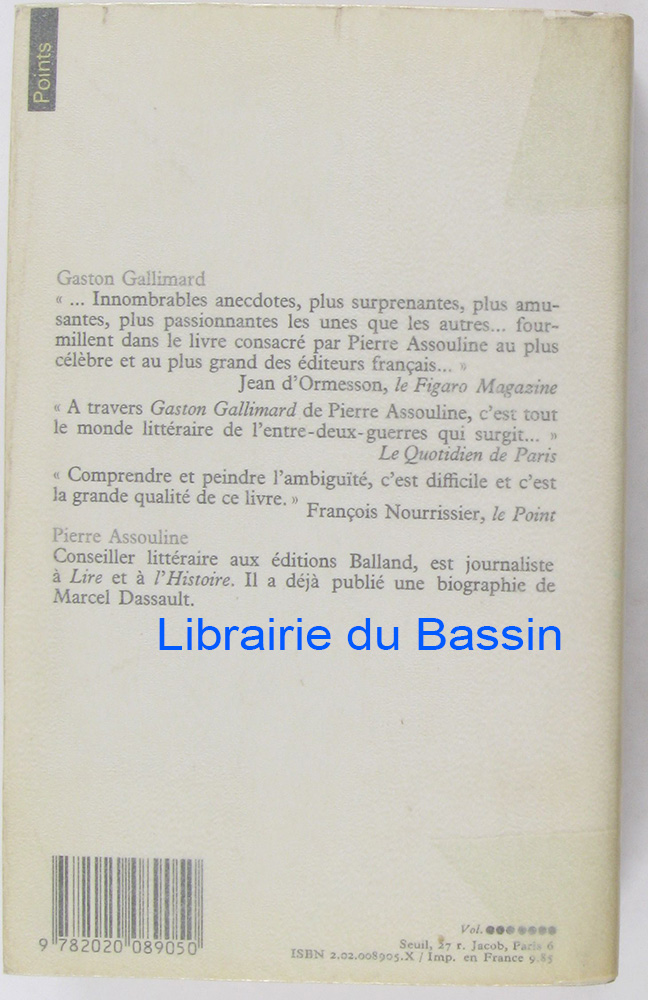 Points
Gaston Gallimard
« ... Innombrables anecdotes, plus surprenantes, plus amu-
santes, plus passionnantes les unes que les autres... four-
millent dans le livre consacré par Pierre Assouline au plus
célèbre et au plus grand des éditeurs français... »
Jean d'Ormesson, le Figaro Magazine
« A travers Gaston Gallimard de Pierre Assouline, c'est tout
le monde littéraire de l'entre-deux-guerres qui surgit... »
Le Quotidien de Paris
« Comprendre et peindre l'ambiguïté, c'est difficile et c'est
la grande qualité de ce livre. »
François Nourrissier, le Point
Pierre Assouline
Conseiller littéraire aux éditions Balland, est journaliste
à Lire et à l'Histoire. Il a déjà publié une biographie de
Marcel Dassault.
Librairie du Bassin
9 782020 089050
Vol.
Seuil, 27 r. Jacob, Paris 6
ISBN 2.02.008905.X / Imp. en France 9.85